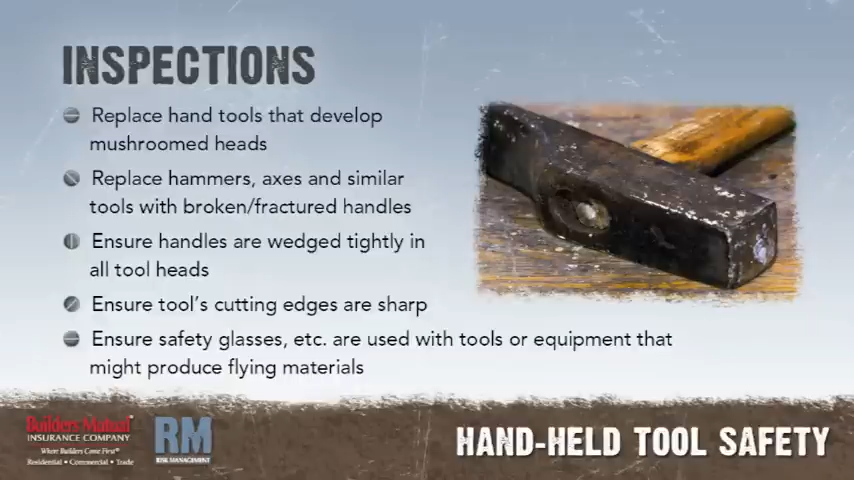 INSPECTIONS
Replace hand tools that develop
mushroomed heads
Replace hammers, axes and similar
tools with broken/fractured handles
Ensure handles are wedged tightly in
all tool heads
Ensure tool's cutting edges are sharp
Ensure safety glasses, etc. are used with tools or equipment that
might produce flying materials
Builders Mutual
INSURANCE COMPANY
Where Builders Come First®
Residential • Commercial • Trade
RM
RISK MANAGEMENT
HAND-HELD TOOL SAFETY